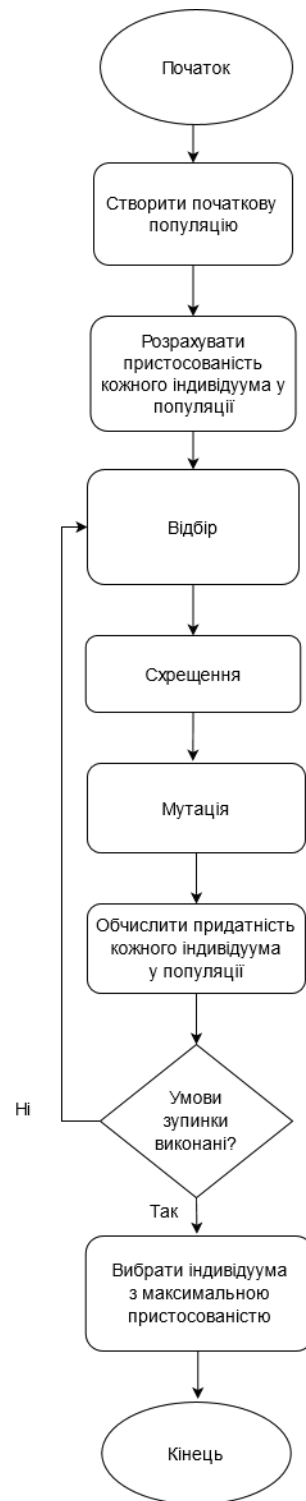 Початок
Створити початкову
популяцію
Розрахувати
пристосованість
кожного індивідуума у
популяції
Відбір
Схрещення
Мутація
Обчислити придатність
кожного індивідуума
у популяції
Умови
зупинки
виконані?
Ні
Так
Вибрати індивідуума
з максимальною
пристосованістю
Кінець